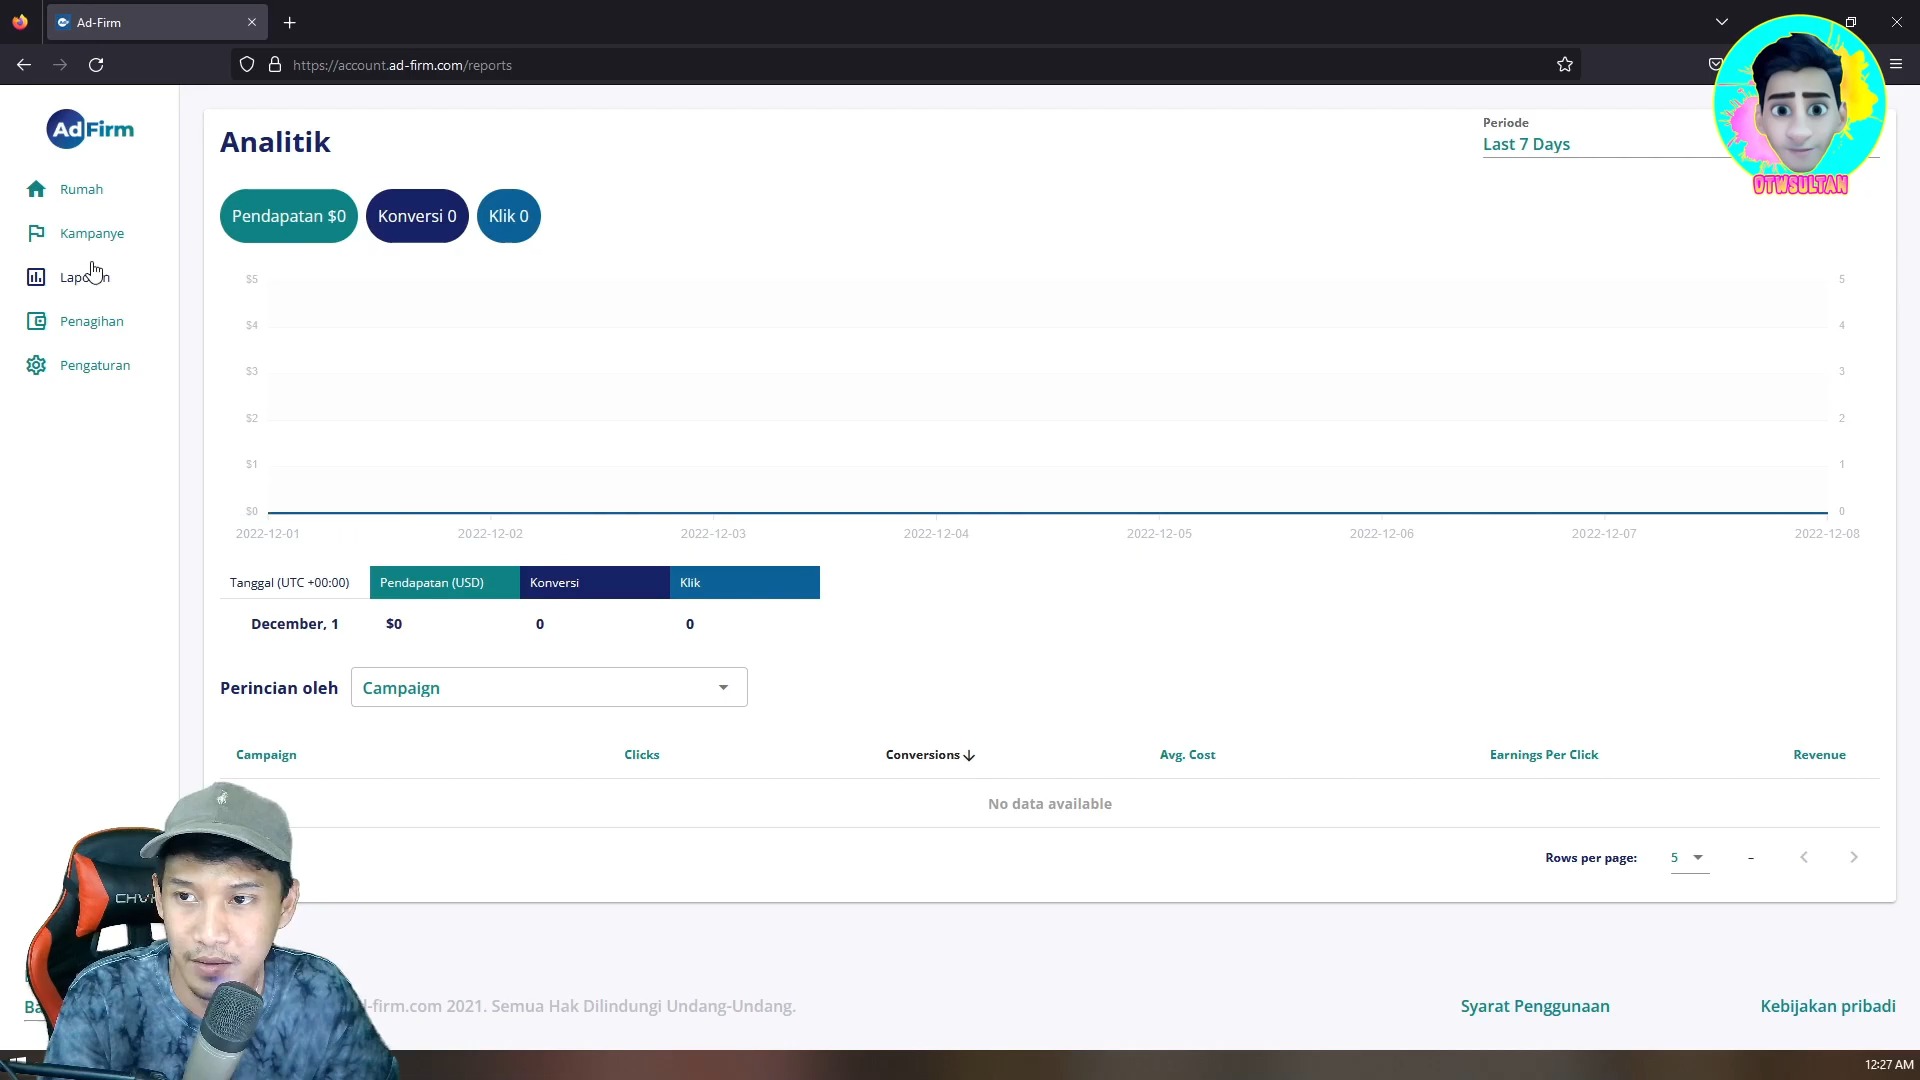 Ad-Firm
https://account.ad-firm.com/reports
OTWSULTAN
AdFirm
Rumah
Kampanye
Penagihan
Pengaturan
Analitik
Periode
Last 7 Days
Pendapatan $0
Konversi 0
Klik 0
$5
5
$4
4
$3
3
$2
2
$1
1
$0
0
2022-12-01 2022-12-02 2022-12-03 2022-12-04 2022-12-05 2022-12-06 2022-12-07 2022-12-08
Tanggal (UTC +00:00) Pendapatan (USD) Konversi Klik
December, 1 $0 0 0
Perincian oleh Campaign
Campaign Clicks Conversions Avg. Cost Earnings Per Click Revenue
No data available
Rows per page: 5 –
-firm.com 2021. Semua Hak Dilindungi Undang-Undang.
Syarat Penggunaan
Kebijakan pribadi
12:27 AM